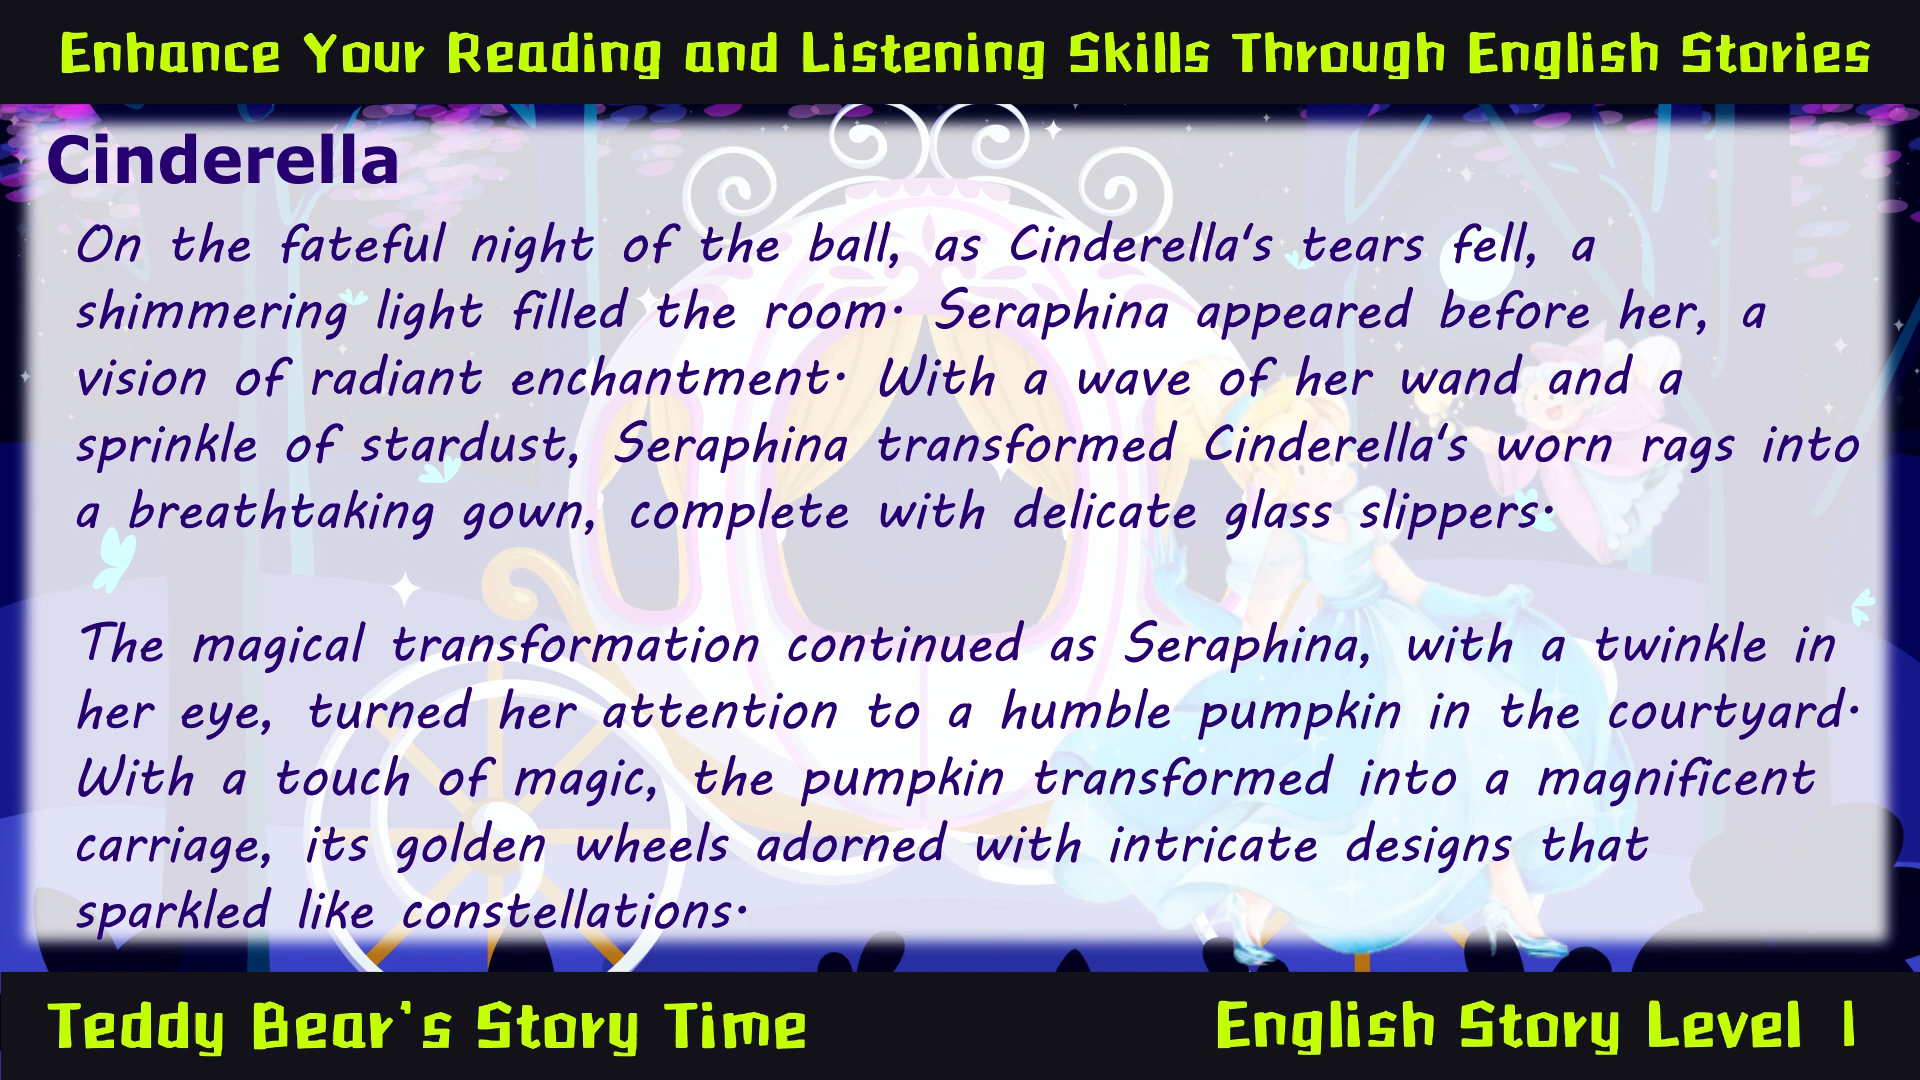 Enhance Your Reading and Listening Skills Through English Stories
Cinderella
On the fateful night of the ball, as Cinderella's tears fell, a
shimmering light filled the room. Seraphina appeared before her, a
vision of radiant enchantment. With a wave of her wand and a
sprinkle of stardust, Seraphina transformed Cinderella's worn rags into
a breathtaking gown, complete with delicate glass slippers.
The magical transformation continued as Seraphina, with a twinkle in
her eye, turned her attention to a humble pumpkin in the courtyard.
With a touch of magic, the pumpkin transformed into a magnificent
carriage, its golden wheels adorned with intricate designs that
sparkled like constellations.
Teddy Bear's Story Time
English Story Level 1